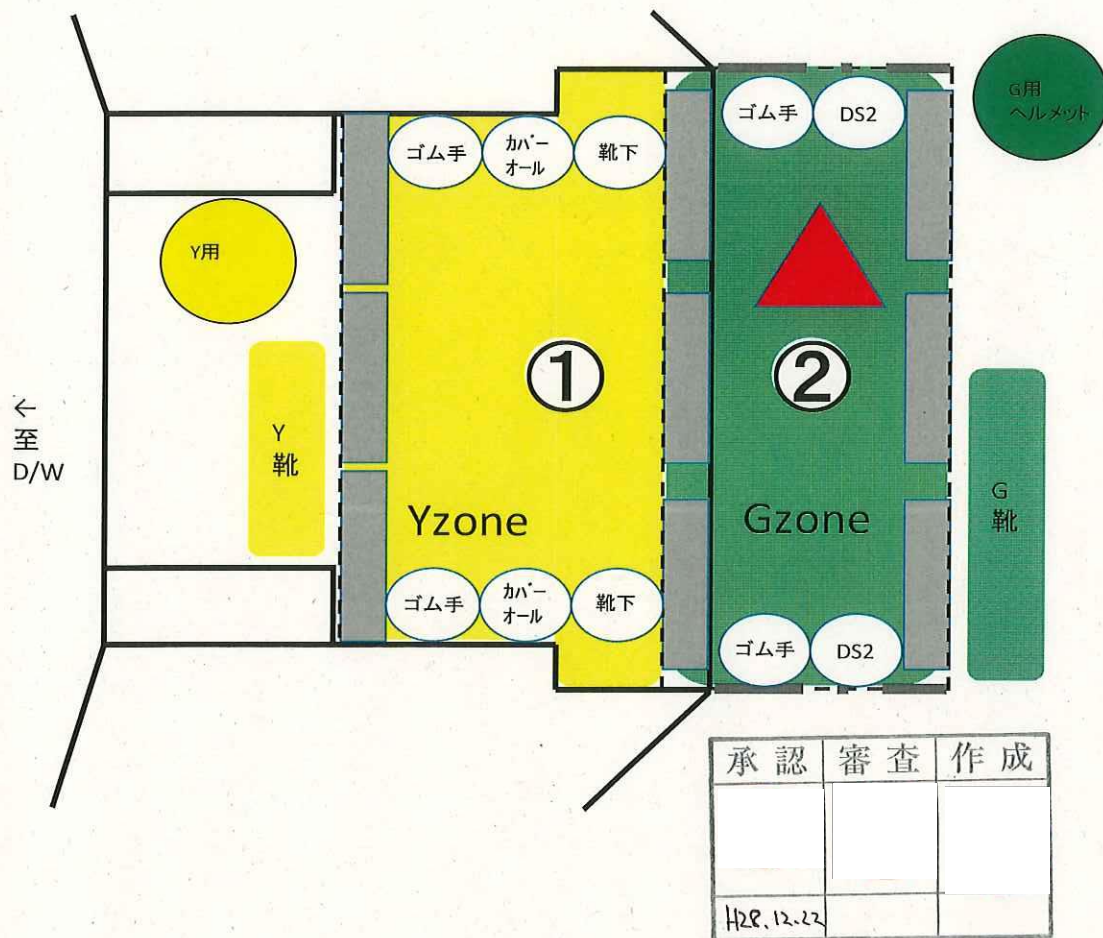 G用
ヘルメット
ゴム手
カバー
オール
靴下
ゴム手
DS2
Y用
①
②
←
至
D/W
Y
靴
Yzone
Gzone
G
靴
ゴム手
カバー
オール
靴下
ゴム手
DS2
承認
審査
作成
H28.12.22